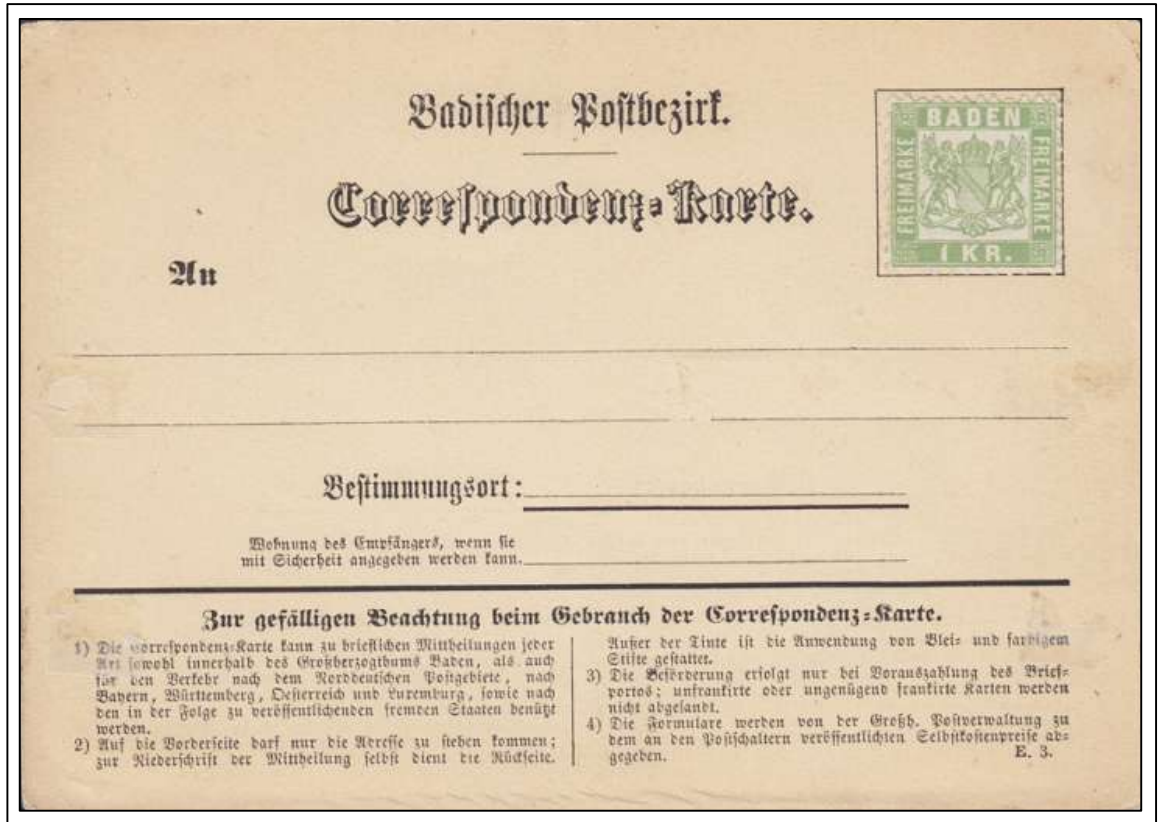 Badischer Postbezirk.
Correspondenz-Karte.
BADEN
FREIMARKE
FREIMARKE
1 KR.
An
Bestimmungsort:
Wohnung des Empfängers, wenn sie
mit Sicherheit angegeben werden kann.
Zur gefälligen Beachtung beim Gebrauch der Correspondenz-Karte.
1) Die Correspondenz-Karte kann zu brieflichen Mittheilungen jeder
Art sowohl innerhalb des Großherzogthums Baden, als auch
für den Verkehr nach dem Norddeutschen Postgebiete, nach
Bayern, Württemberg, Oesterreich und Luxemburg, sowie nach
den in der Folge zu veröffentlichenden fremden Staaten benützt
werden.
2) Auf die Vorderseite darf nur die Adresse zu stehen kommen;
zur Niederschrift der Mittheilung selbst dient die Rückseite.
Außer der Tinte ist die Anwendung von Blei- und farbigem
Stifte gestattet.
3) Die Beförderung erfolgt nur bei Vorauszahlung des Brief-
portos; unfrankirte oder ungenügend frankirte Karten werden
nicht abgesandt.
4) Die Formulare werden von der Großh. Postverwaltung zu
dem an den Postschaltern veröffentlichten Selbstkostenpreise ab-
gegeben.
E. 3.